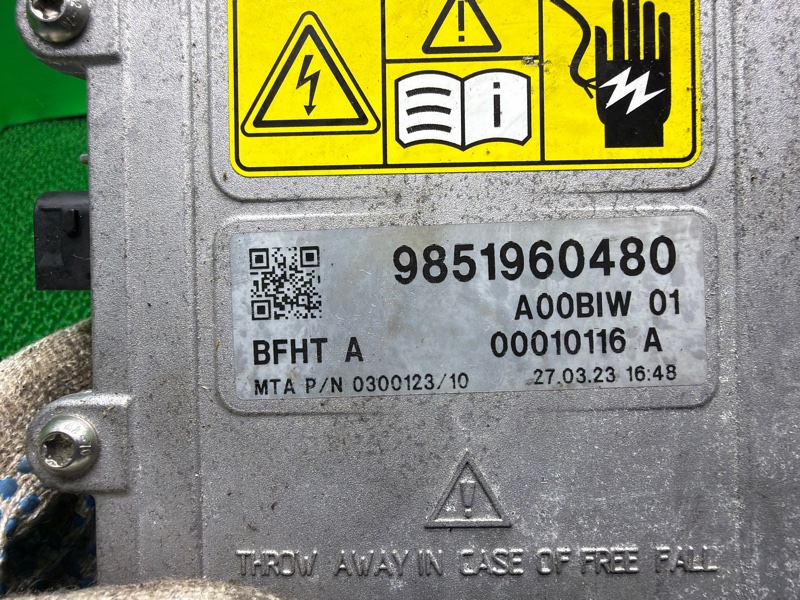 i
9851960480
A00BIW 01
BFHT A 00010116 A
MTA P/N 0300123/10 27.03.23 16:48
THROW AWAY IN CASE OF FREE FALL